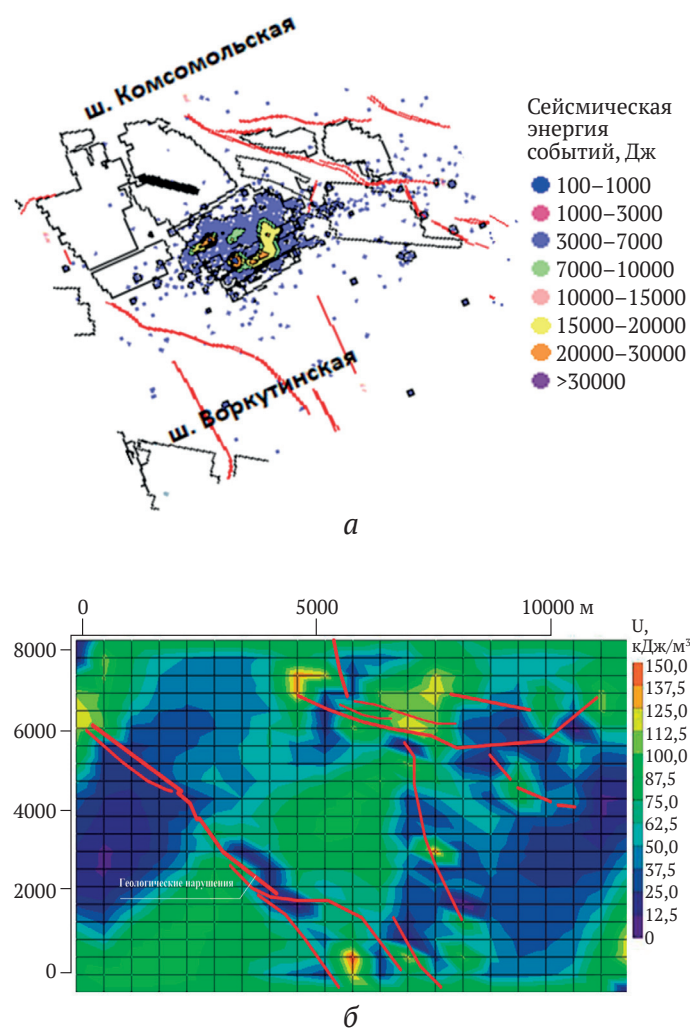 ш. Комсомольская
Сейсмическая
энергия
событий, Дж
100–1000
1000–3000
3000–7000
7000–10000
10000–15000
15000–20000
20000–30000
>30000
ш. Воркутинская
а
0 5000 10000 м
U,
кДж/м³
8000
6000
4000
2000
0
150,0
137,5
125,0
112,5
100,0
87,5
75,0
62,5
50,0
37,5
25,0
12,5
0
Геологические нарушения
б